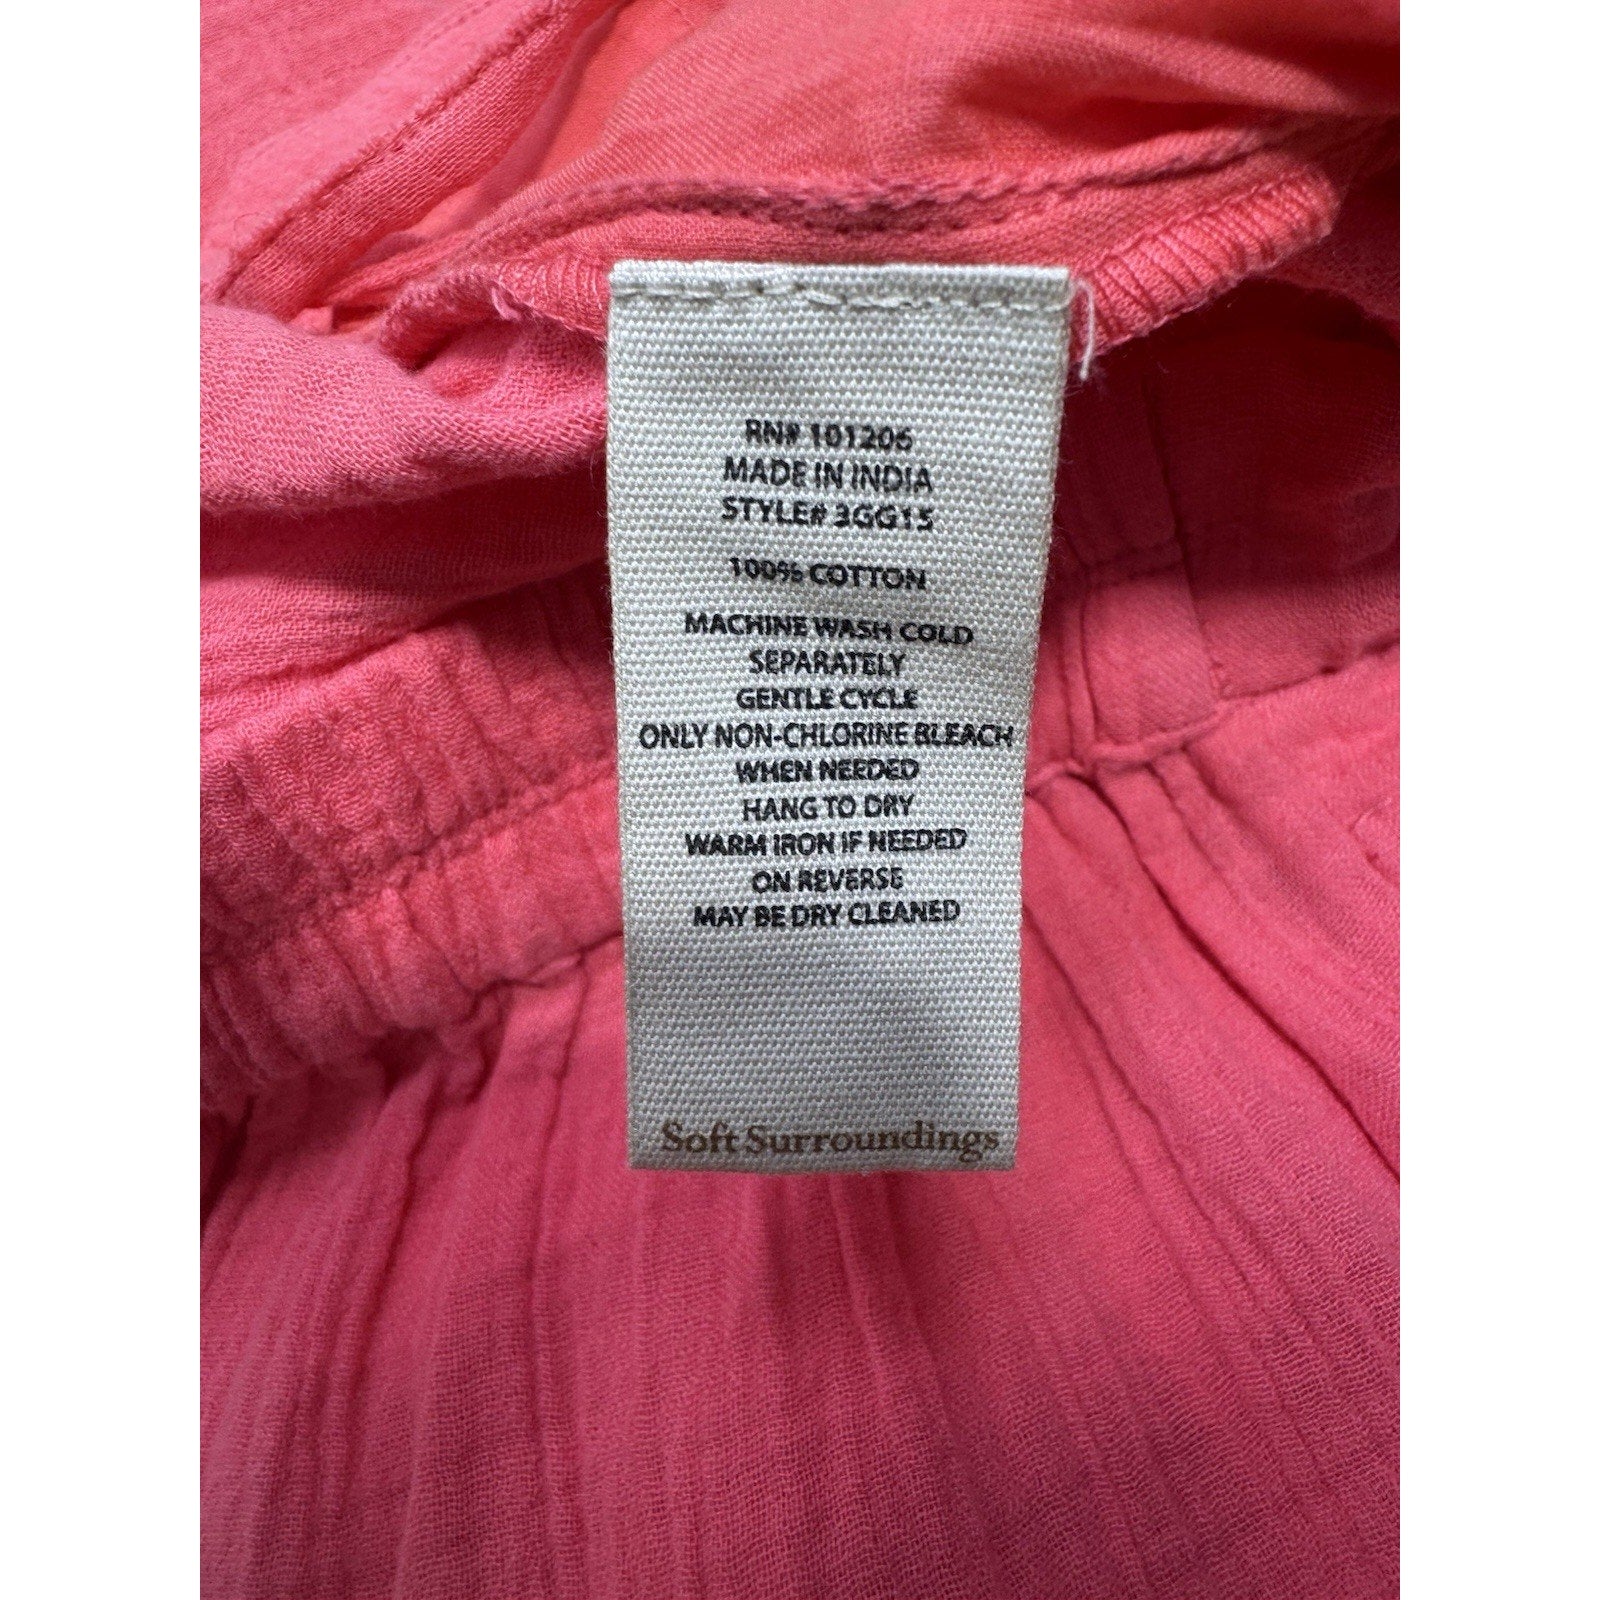 RN# 101206
MADE IN INDIA
STYLE# 3GG15
100% COTTON
MACHINE WASH COLD
SEPARATELY
GENTLE CYCLE
ONLY NON-CHLORINE BLEACH
WHEN NEEDED
HANG TO DRY
WARM IRON IF NEEDED
ON REVERSE
MAY BE DRY CLEANED
Soft Surroundings